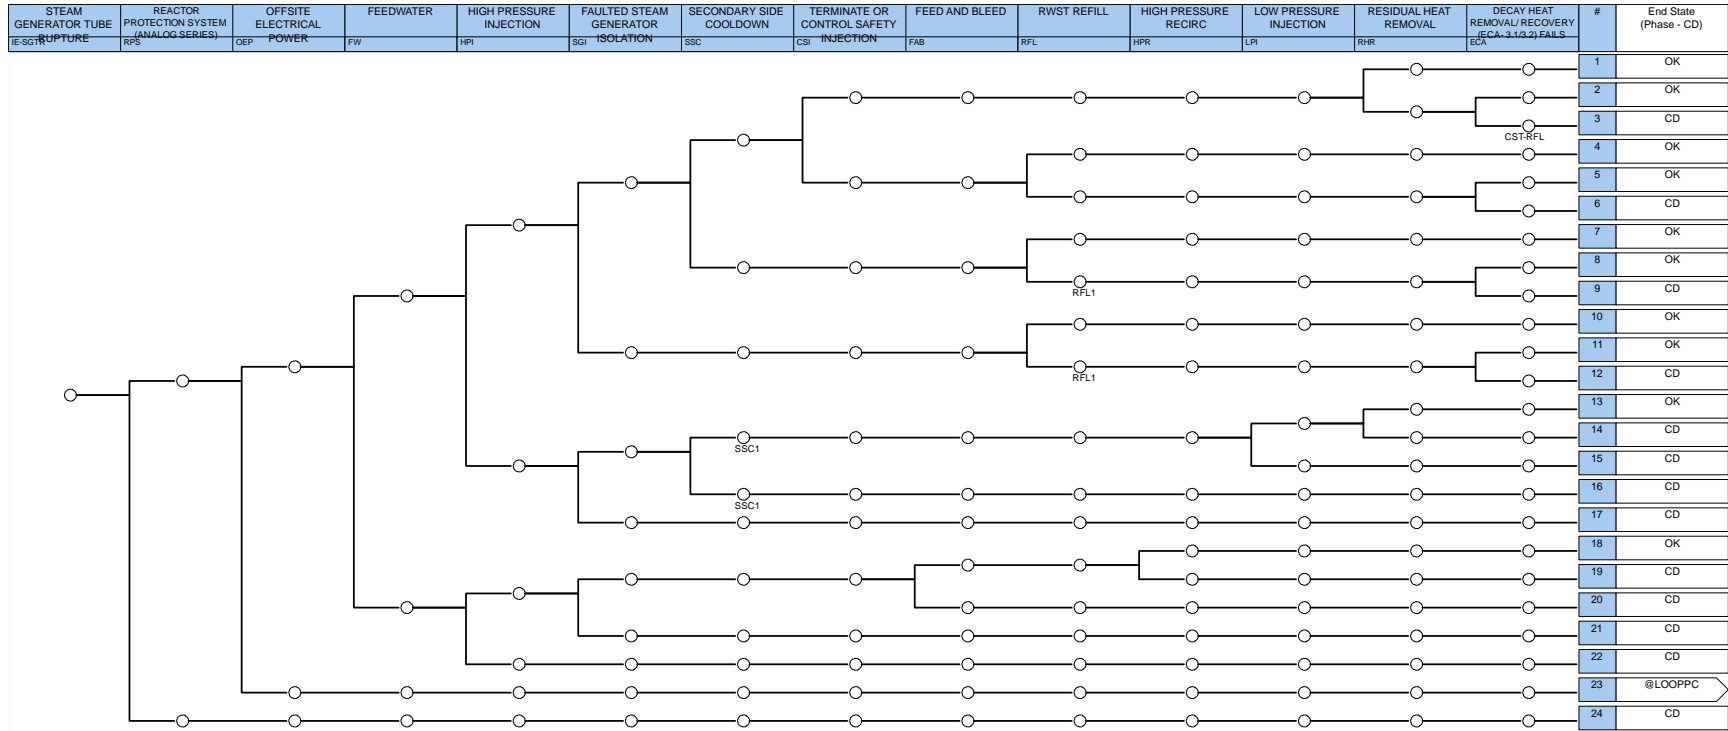 STEAM
GENERATOR TUBE
RUPTURE
IE-SGTR
REACTOR
PROTECTION SYSTEM
(ANALOG SERIES)
RPS
OFFSITE
ELECTRICAL
POWER
OEP
FEEDWATER
FW
HIGH PRESSURE
INJECTION
HPI
FAULTED STEAM
GENERATOR
ISOLATION
SGI
SECONDARY SIDE
COOLDOWN
SSC
TERMINATE OR
CONTROL SAFETY
INJECTION
CSI
FEED AND BLEED
FAB
RWST REFILL
RFL
HIGH PRESSURE
RECIRC
HPR
LOW PRESSURE
INJECTION
LPI
RESIDUAL HEAT
REMOVAL
RHR
DECAY HEAT
REMOVAL/RECOVERY
(ECA-3.1/3.2) FAILS
ECA
#
End State
(Phase - CD)
1 OK
2 OK
3 CD
CST-RFL
4 OK
5 OK
6 CD
7 OK
8 OK
RFL1
9 CD
10 OK
11 OK
RFL1
12 CD
13 OK
14 CD
SSC1
15 CD
16 CD
SSC1
17 CD
18 OK
19 CD
20 CD
21 CD
22 CD
23 @LOOPPC
24 CD